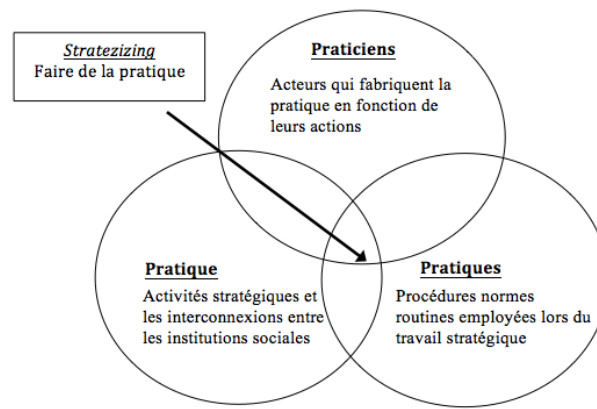 Stratezizing
Faire de la pratique
Praticiens
Acteurs qui fabriquent la
pratique en fonction de
leurs actions
Pratique
Activités stratégiques et
les interconnexions entre
les institutions sociales
Pratiques
Procédures normes
routines employées lors du
travail stratégique